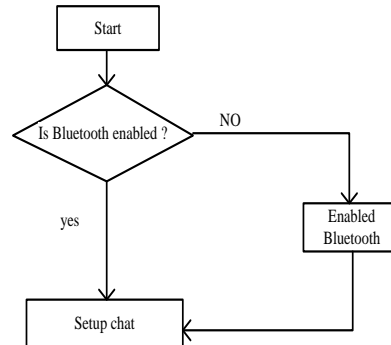 Start
Is Bluetooth enabled ?
NO
yes
Enabled
Bluetooth
Setup chat